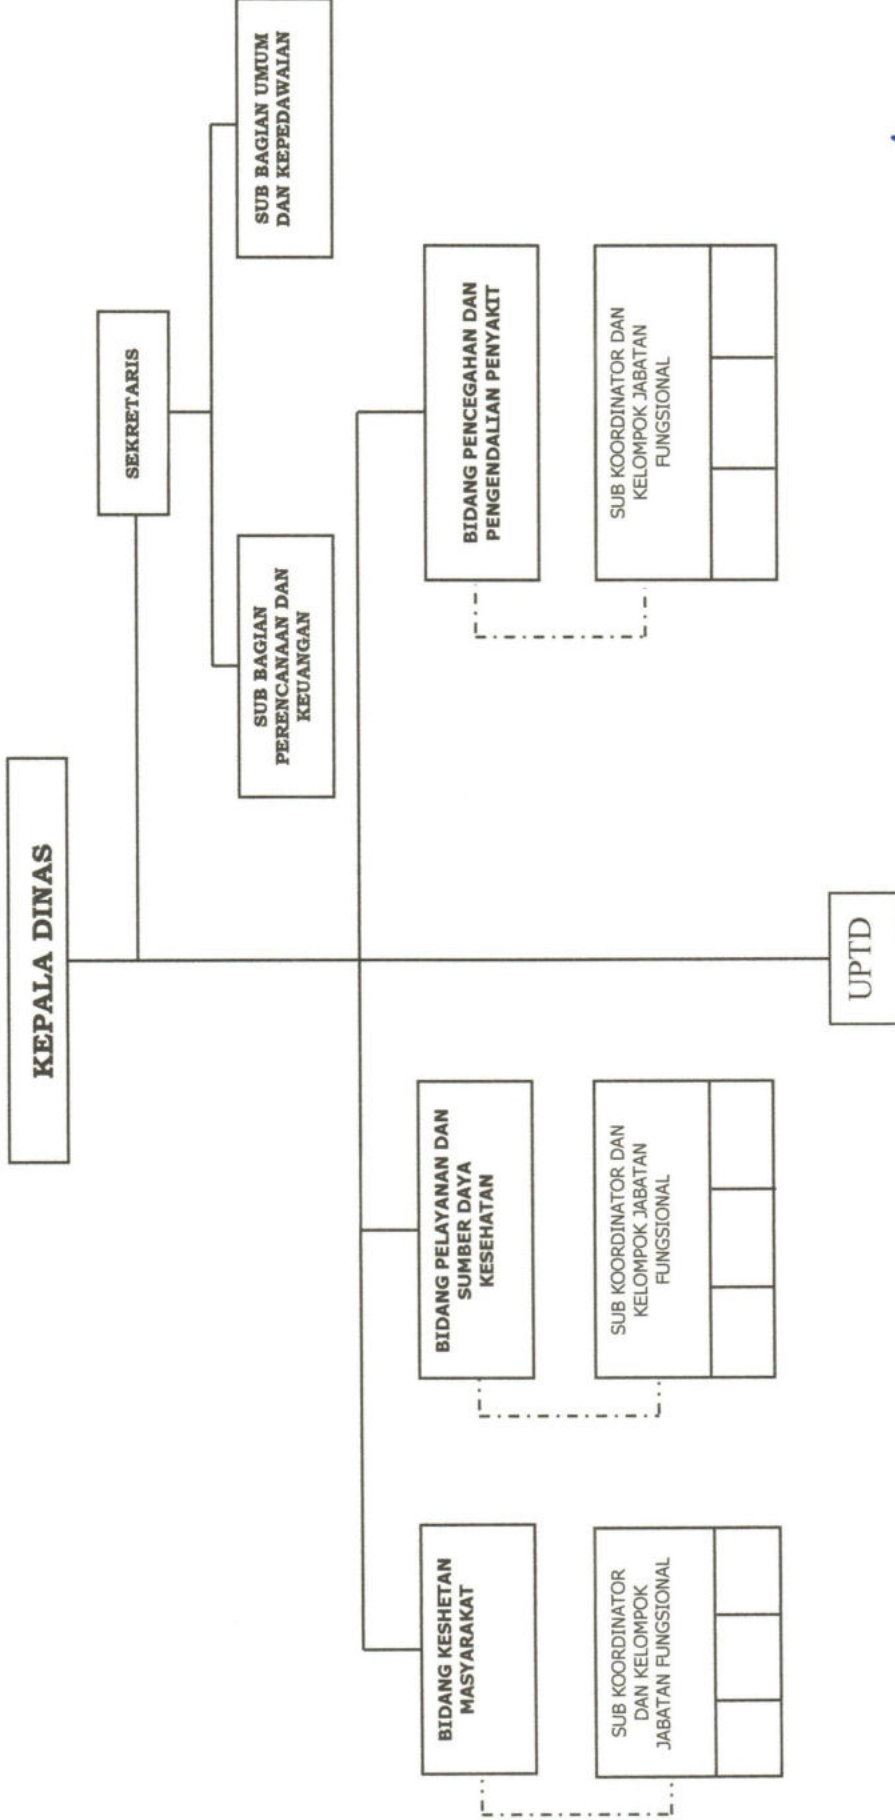 KEPALA DINAS
SEKRETARIS
SUB BAGIAN
PERENCANAAN DAN
KEUANGAN
SUB BAGIAN UMUM
DAN KEPEDAWAIAN
BIDANG KESHETAN
MASYARAKAT
BIDANG PELAYANAN DAN
SUMBER DAYA
KESEHATAN
BIDANG PENCEGAHAN DAN
PENGENDALIAN PENYAKIT
SUB KOORDINATOR
DAN KELOMPOK
JABATAN FUNGSIONAL
SUB KOORDINATOR DAN
KELOMPOK JABATAN
FUNGSIONAL
SUB KOORDINATOR DAN
KELOMPOK JABATAN
FUNGSIONAL
UPTD